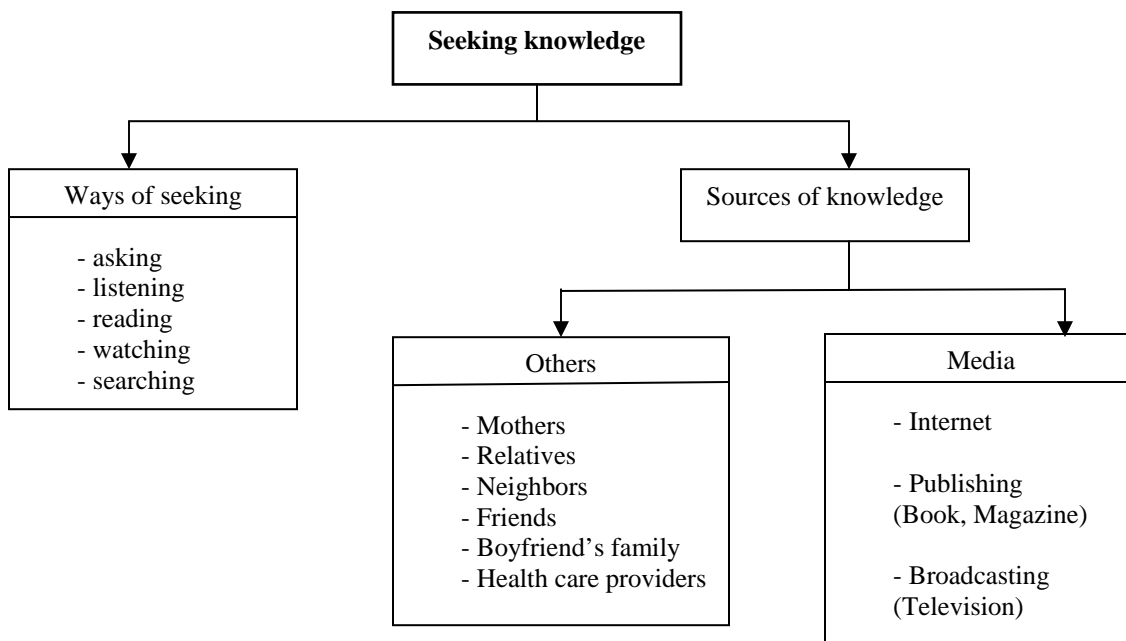 Seeking knowledge
Ways of seeking
- asking
- listening
- reading
- watching
- searching
Sources of knowledge
Others
- Mothers
- Relatives
- Neighbors
- Friends
- Boyfriend’s family
- Health care providers
Media
- Internet
- Publishing
(Book, Magazine)
- Broadcasting
(Television)